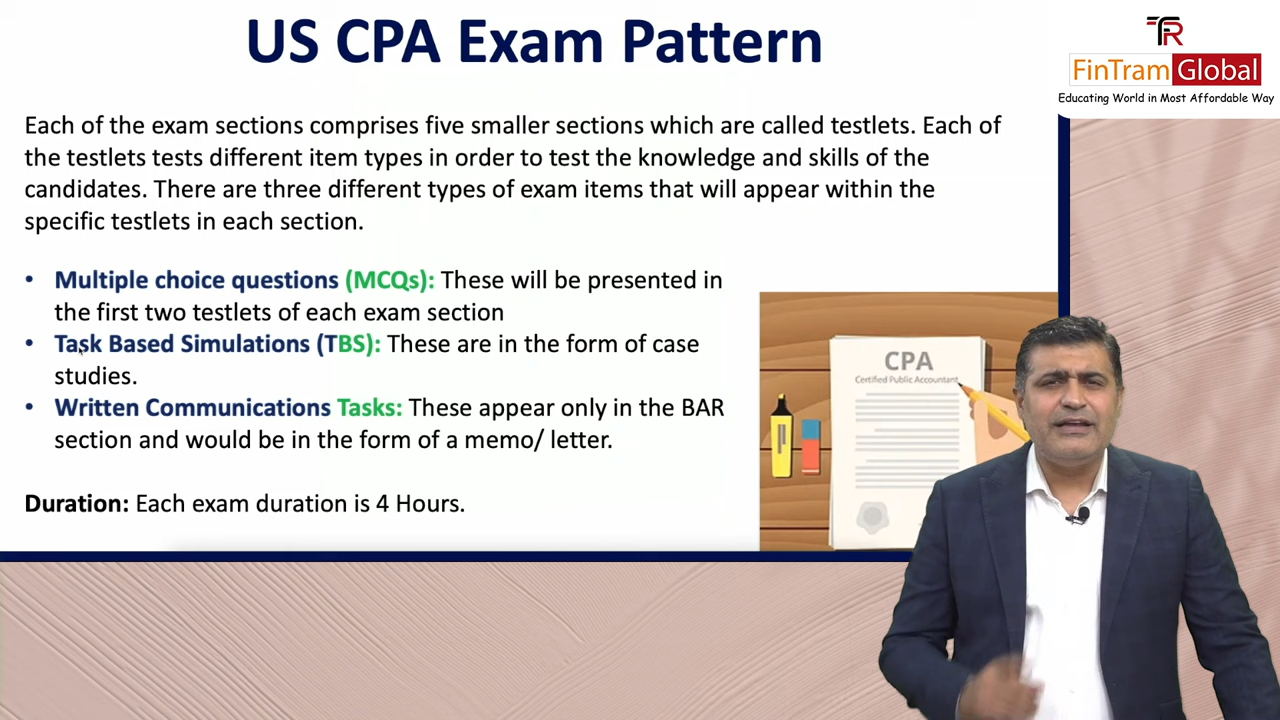 US CPA Exam Pattern
FinTram Global
Educating World in Most Affordable Way
Each of the exam sections comprises five smaller sections which are called testlets. Each of
the testlets tests different item types in order to test the knowledge and skills of the
candidates. There are three different types of exam items that will appear within the
specific testlets in each section.
• Multiple choice questions (MCQs): These will be presented in
the first two testlets of each exam section
• Task Based Simulations (TBS): These are in the form of case
studies.
• Written Communications Tasks: These appear only in the BAR
section and would be in the form of a memo/ letter.
Duration: Each exam duration is 4 Hours.
CPA
Certified Public Accountant